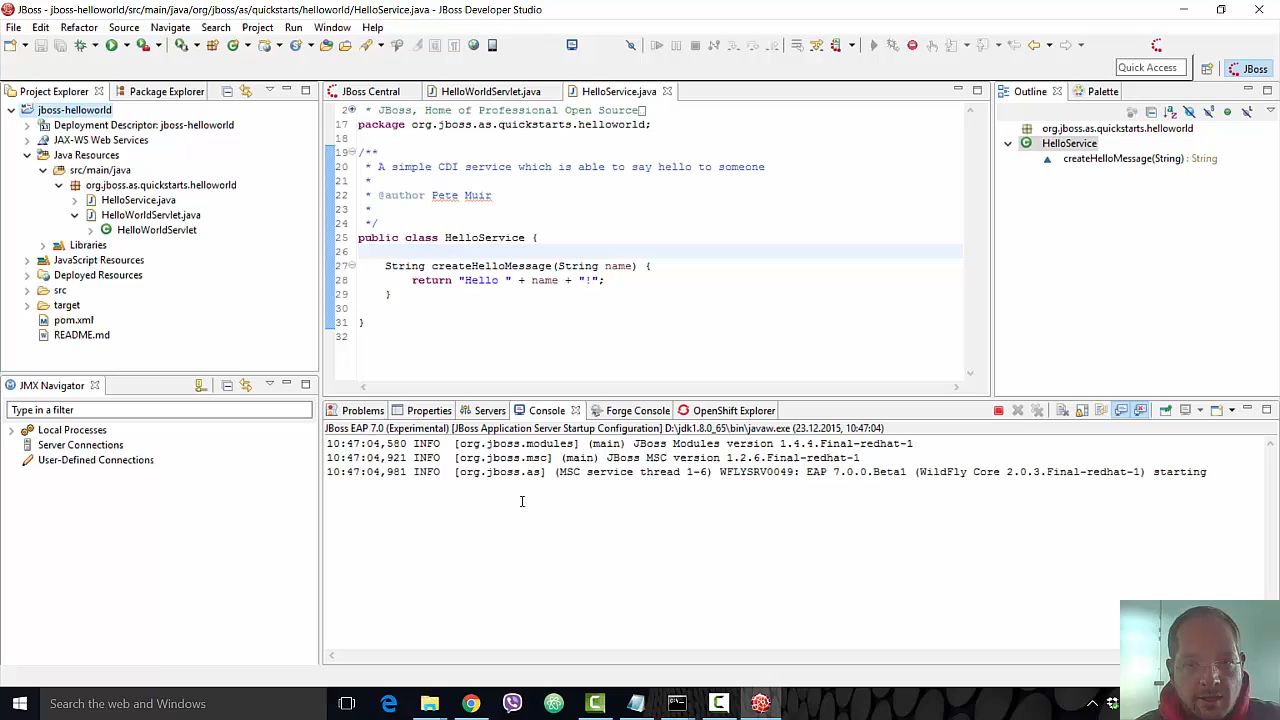 JBoss - jboss-helloworld/src/main/java/org/jboss/as/quickstarts/helloworld/HelloService.java - JBoss Developer Studio
File Edit Refactor Source Navigate Search Project Run Window Help
Quick Access
JBoss
Project Explorer Package Explorer
jboss-helloworld
Deployment Descriptor: jboss-helloworld
JAX-WS Web Services
Java Resources
src/main/java
org.jboss.as.quickstarts.helloworld
HelloService.java
HelloWorldServlet.java
HelloWorldServlet
Libraries
JavaScript Resources
Deployed Resources
src
target
pom.xml
README.md
JMX Navigator
Type in a filter
Local Processes
Server Connections
User-Defined Connections
JBoss Central HelloWorldServlet.java HelloService.java
2 * JBoss, Home of Professional Open Source
17 package org.jboss.as.quickstarts.helloworld;
18
19 /**
20 * A simple CDI service which is able to say hello to someone
21 *
22 * @author Pete Muir
23 *
24 */
25 public class HelloService {
26
27 String createHelloMessage(String name) {
28 return "Hello " + name + "!";
29 }
30
31 }
32
Outline Palette
org.jboss.as.quickstarts.helloworld
HelloService
createHelloMessage(String) : String
Problems Properties Servers Console Forge Console OpenShift Explorer
JBoss EAP 7.0 (Experimental) [JBoss Application Server Startup Configuration] D:\jdk1.8.0_65\bin\javaw.exe (23.12.2015, 10:47:04)
10:47:04,580 INFO [org.jboss.modules] (main) JBoss Modules version 1.4.4.Final-redhat-1
10:47:04,921 INFO [org.jboss.msc] (main) JBoss MSC version 1.2.6.Final-redhat-1
10:47:04,981 INFO [org.jboss.as] (MSC service thread 1-6) WFLYSRV0049: EAP 7.0.0.Beta1 (WildFly Core 2.0.3.Final-redhat-1) starting
Search the web and Windows